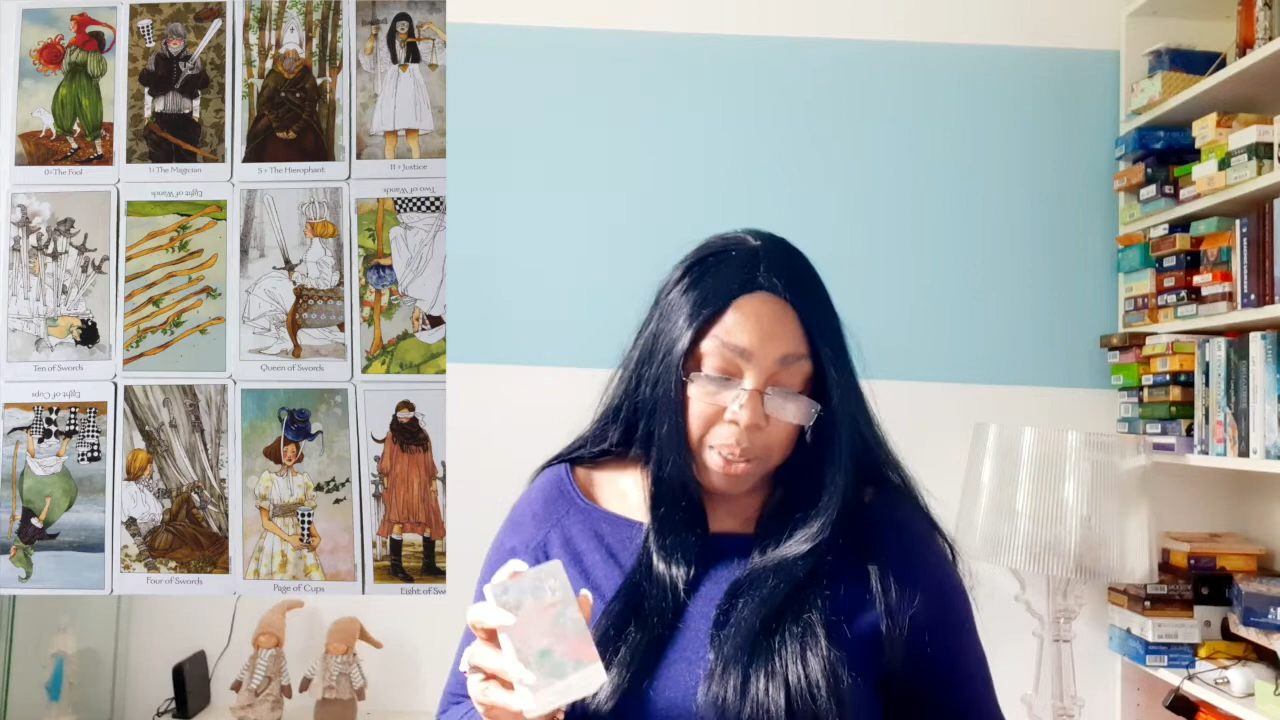 0+The Fool
1+The Magician
5+The Hierophant
11+Justice
Ten of Swords
Eight of Wands
Queen of Swords
Two of Wands
Eight of Cups
Four of Swords
Page of Cups
Eight of Sw